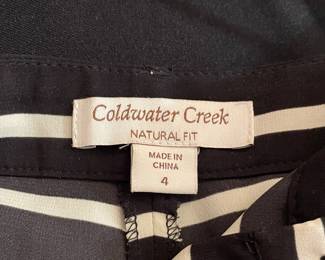 Coldwater Creek
NATURAL FIT
MADE IN
CHINA
4